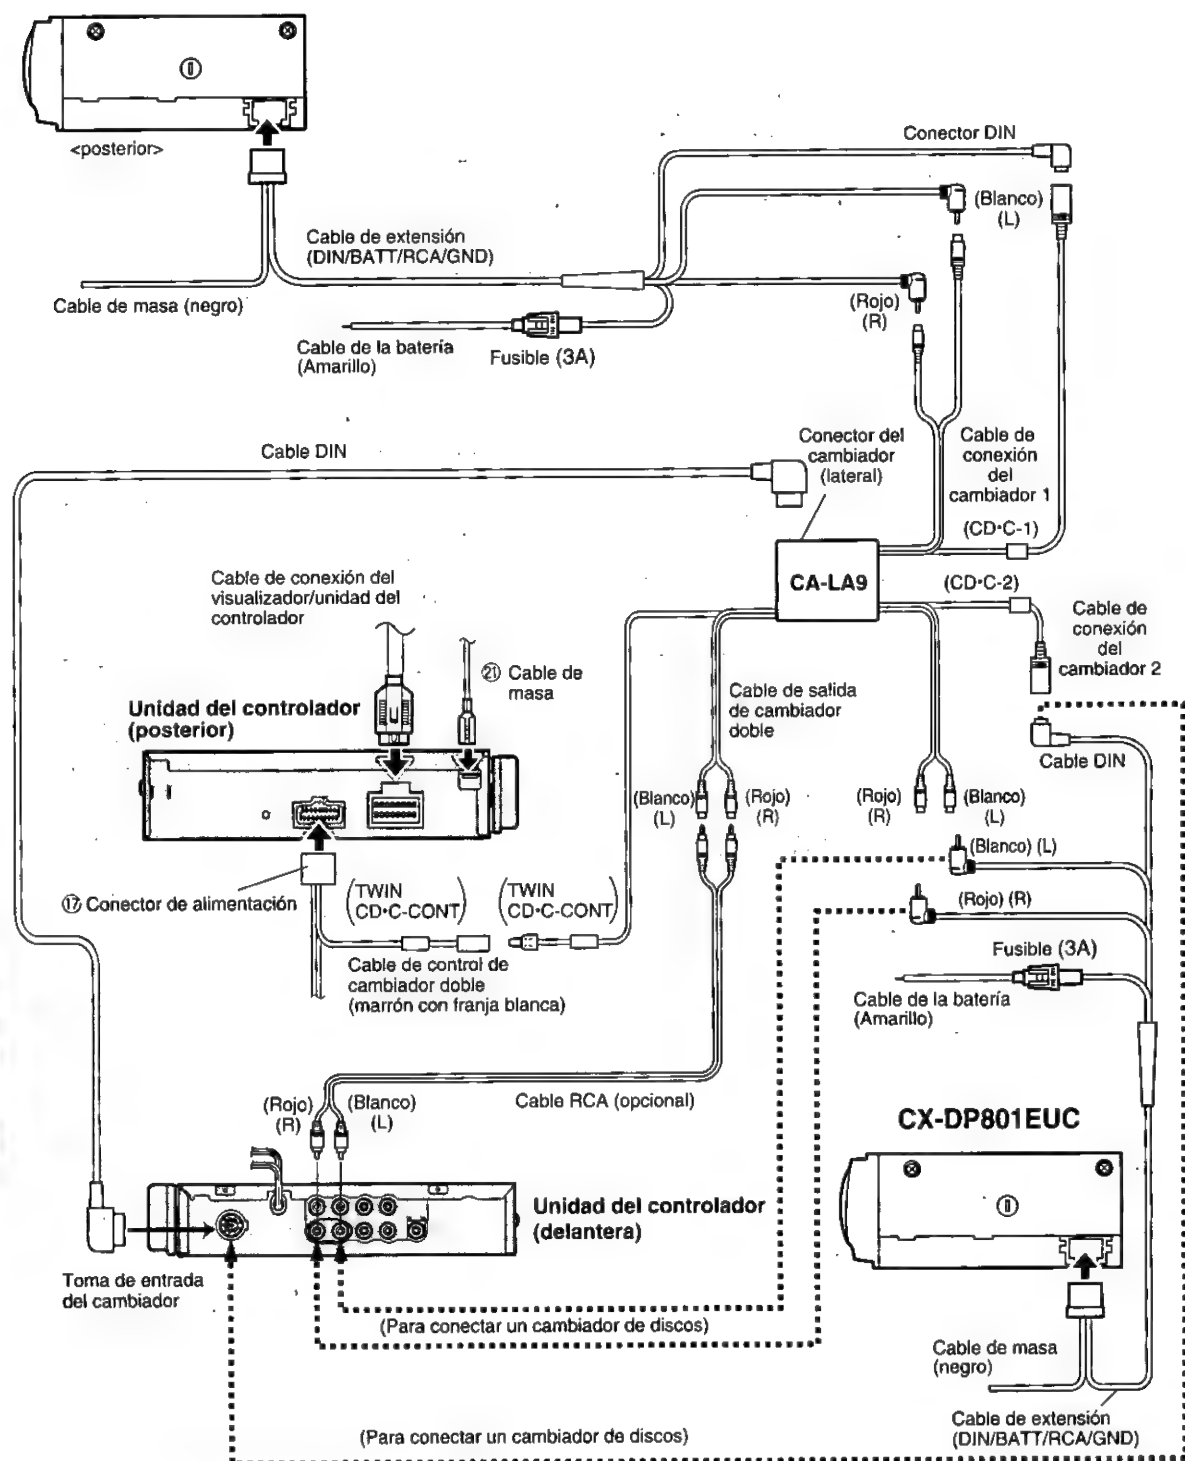 <posterior>
Cable de extensión
(DIN/BATT/RCA/GND)
Cable de masa (negro)
Cable de la batería
(Amarillo)
Fusible (3A)
Conector DIN
(Blanco)
(L)
(Rojo)
(R)
Cable DIN
Conector del
cambiador
(lateral)
Cable de
conexión
del
cambiador 1
(CD•C-1)
CA-LA9
(CD•C-2)
Cable de
conexión
del
cambiador 2
Cable de conexión del
visualizador/unidad del
controlador
㉑ Cable de
masa
Unidad del controlador
(posterior)
Cable de salida
de cambiador
doble
Cable DIN
(Blanco)
(L)
(Rojo)
(R)
(Rojo)
(R)
(Blanco)
(L)
(Blanco) (L)
(Rojo) (R)
⑰ Conector de alimentación
(TWIN
CD•C-CONT)
(TWIN
CD•C-CONT)
Cable de control de
cambiador doble
(marrón con franja blanca)
Fusible (3A)
Cable de la batería
(Amarillo)
Cable RCA (opcional)
(Rojo)
(R)
(Blanco)
(L)
CX-DP801EUC
Unidad del controlador
(delantera)
Toma de entrada
del cambiador
(Para conectar un cambiador de discos)
Cable de masa
(negro)
Cable de extensión
(DIN/BATT/RCA/GND)
(Para conectar un cambiador de discos)